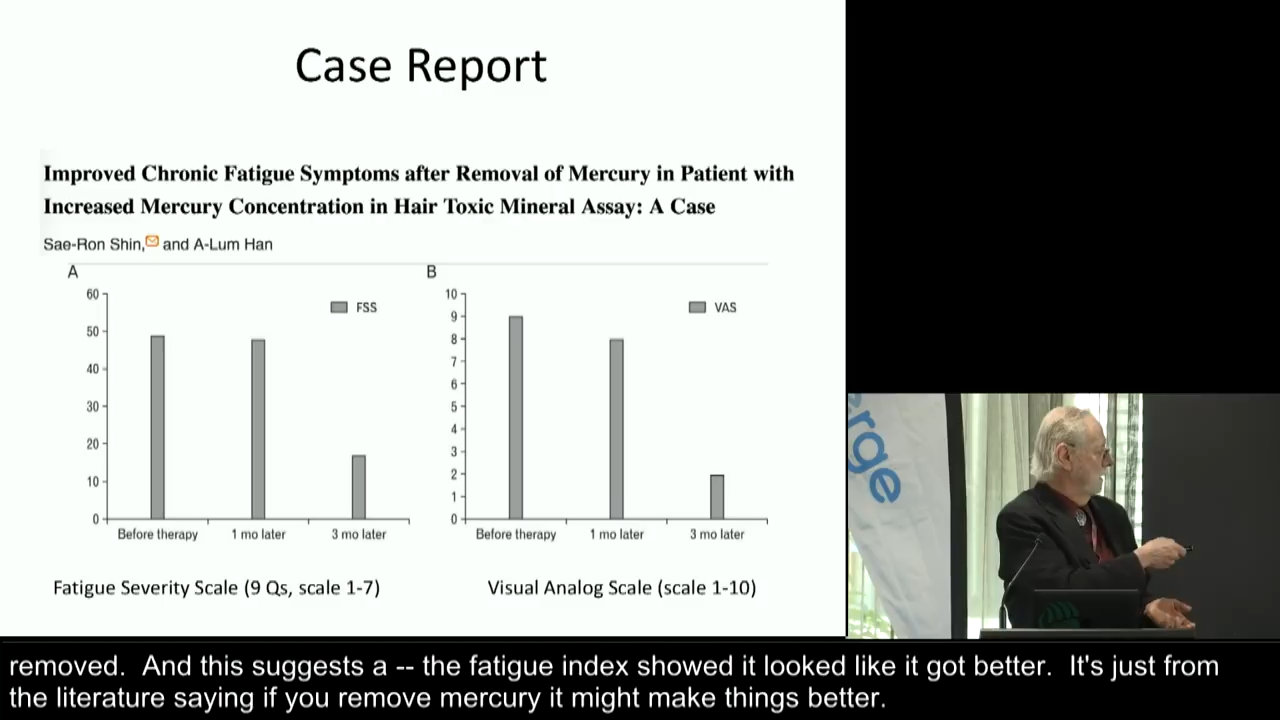 Case Report
Improved Chronic Fatigue Symptoms after Removal of Mercury in Patient with
Increased Mercury Concentration in Hair Toxic Mineral Assay: A Case
Sae-Ron Shin, and A-Lum Han
A
60
50
40
30
20
10
0
FSS
Before therapy 1 mo later 3 mo later
B
10
9
8
7
6
5
4
3
2
1
0
VAS
Before therapy 1 mo later 3 mo later
Fatigue Severity Scale (9 Qs, scale 1-7)
Visual Analog Scale (scale 1-10)
erge
removed. And this suggests a -- the fatigue index showed it looked like it got better. It's just from
the literature saying if you remove mercury it might make things better.